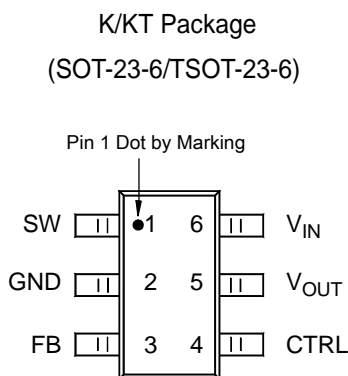 K/KT Package
(SOT-23-6/TSOT-23-6)
Pin 1 Dot by Marking
SW 1 6 VIN
GND 2 5 VOUT
FB 3 4 CTRL